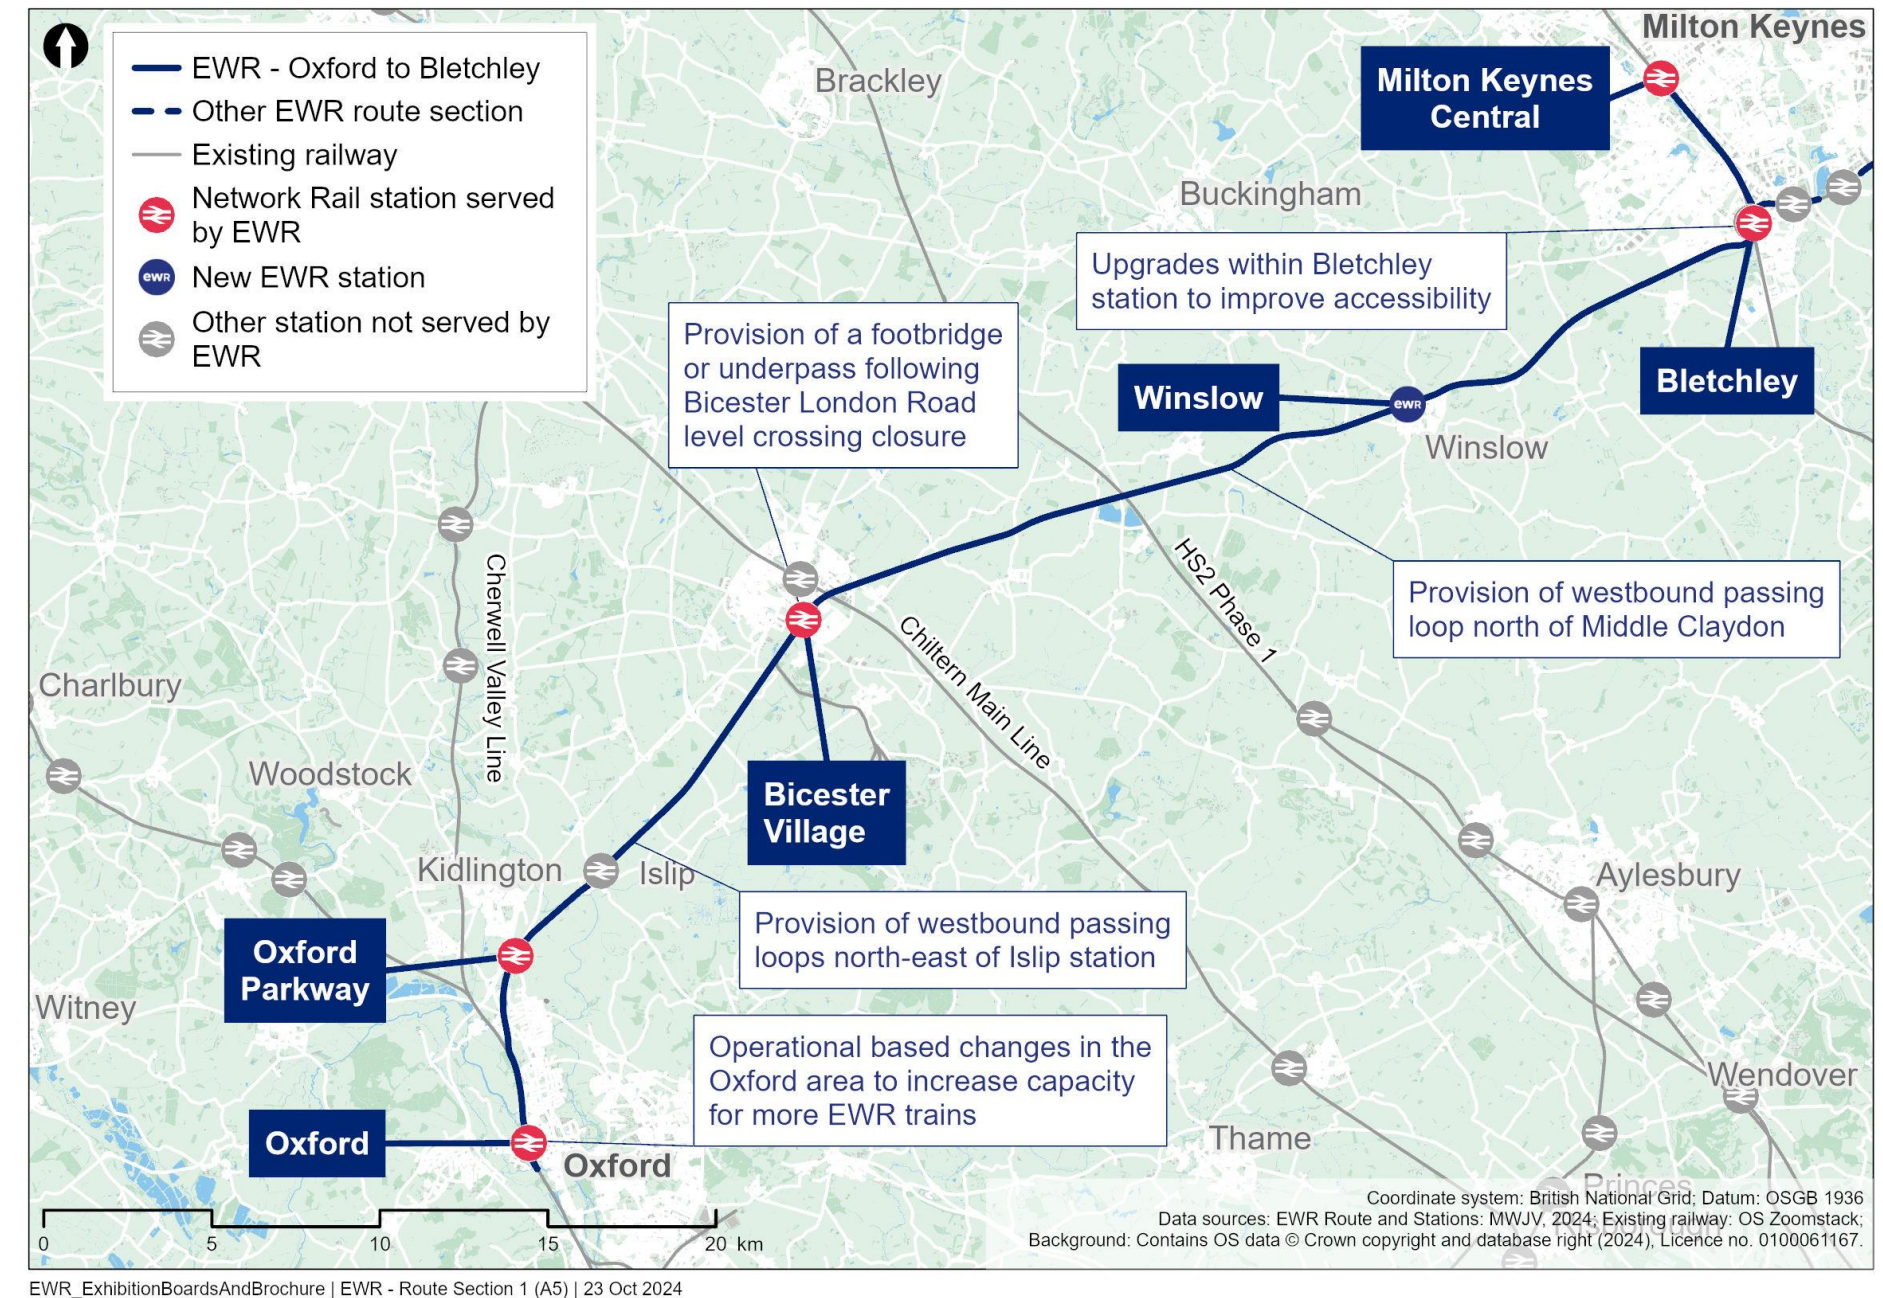 Milton Keynes
EWR - Oxford to Bletchley
Other EWR route section
Existing railway
Network Rail station served
by EWR
ewr
New EWR station
Other station not served by
EWR
Brackley
Milton Keynes
Central
Buckingham
Upgrades within Bletchley
station to improve accessibility
Provision of a footbridge
or underpass following
Bicester London Road
level crossing closure
Winslow
ewr
Bletchley
Winslow
Cherwell Valley Line
HS2 Phase 1
Provision of westbound passing
loop north of Middle Claydon
Chiltern Main Line
Charlbury
Woodstock
Bicester
Village
Kidlington
Islip
Aylesbury
Provision of westbound passing
loops north-east of Islip station
Oxford
Parkway
Witney
Operational based changes in the
Oxford area to increase capacity
for more EWR trains
Wendover
Oxford
Oxford
Thame
Princes
Risborough
Coordinate system: British National Grid; Datum: OSGB 1936
Data sources: EWR Route and Stations: MWJV, 2024; Existing railway: OS Zoomstack;
Background: Contains OS data © Crown copyright and database right (2024), Licence no. 0100061167.
0 5 10 15 20 km
EWR_ExhibitionBoardsAndBrochure | EWR - Route Section 1 (A5) | 23 Oct 2024